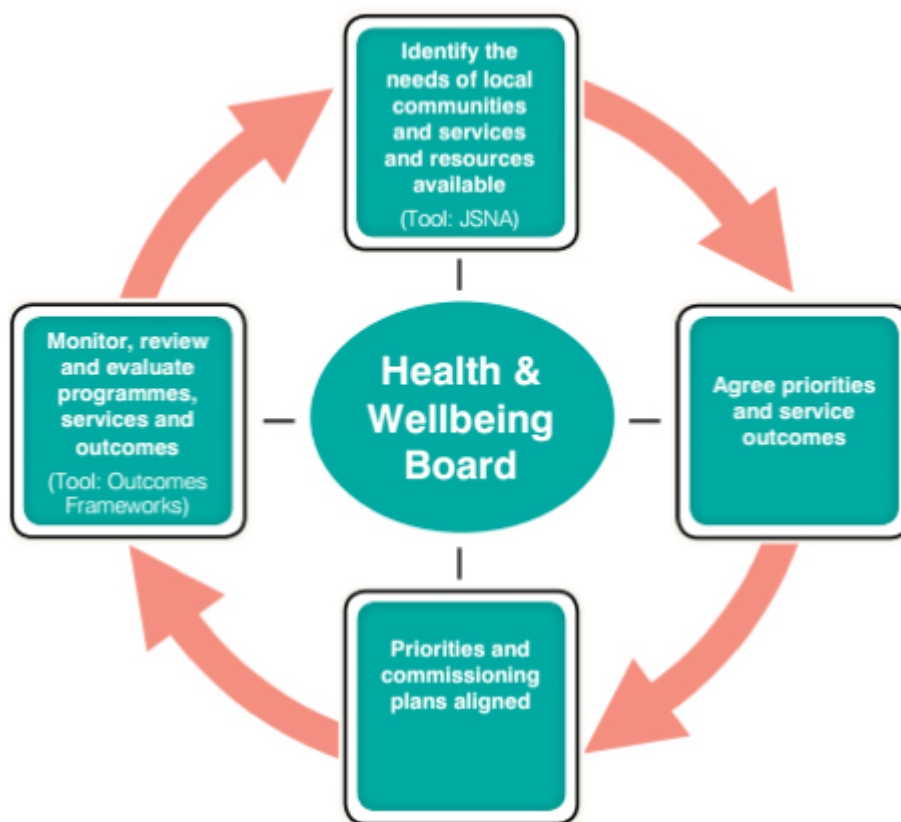 Identify the
needs of local
communities
and services
and resources
available
(Tool: JSNA)
Monitor, review
and evaluate
programmes,
services and
outcomes
(Tool: Outcomes
Frameworks)
Health &
Wellbeing
Board
Agree priorities
and service
outcomes
Priorities and
commissioning
plans aligned